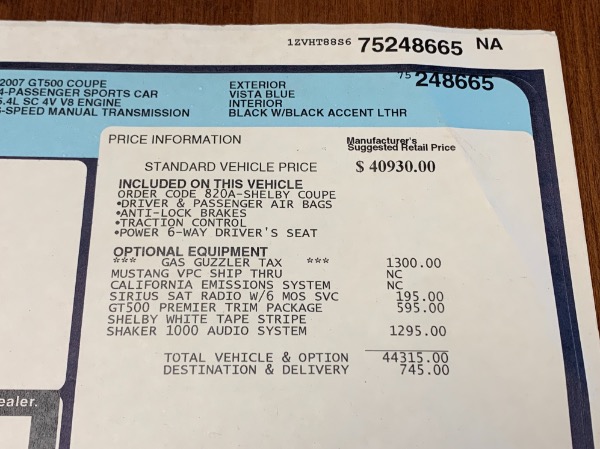 1ZVHT88S6 75248665 NA
75 248665
2007 GT500 COUPE
4-PASSENGER SPORTS CAR
5.4L SC 4V V8 ENGINE
6-SPEED MANUAL TRANSMISSION
EXTERIOR
VISTA BLUE
INTERIOR
BLACK W/BLACK ACCENT LTHR
PRICE INFORMATION
Manufacturer's
Suggested Retail Price
STANDARD VEHICLE PRICE $ 40930.00
INCLUDED ON THIS VEHICLE
ORDER CODE 820A-SHELBY COUPE
•DRIVER & PASSENGER AIR BAGS
•ANTI-LOCK BRAKES
•TRACTION CONTROL
•POWER 6-WAY DRIVER'S SEAT
OPTIONAL EQUIPMENT
*** GAS GUZZLER TAX *** 1300.00
MUSTANG VPC SHIP THRU NC
CALIFORNIA EMISSIONS SYSTEM NC
SIRIUS SAT RADIO W/6 MOS SVC 195.00
GT500 PREMIER TRIM PACKAGE 595.00
SHELBY WHITE TAPE STRIPE
SHAKER 1000 AUDIO SYSTEM 1295.00
TOTAL VEHICLE & OPTION 44315.00
DESTINATION & DELIVERY 745.00
ealer.